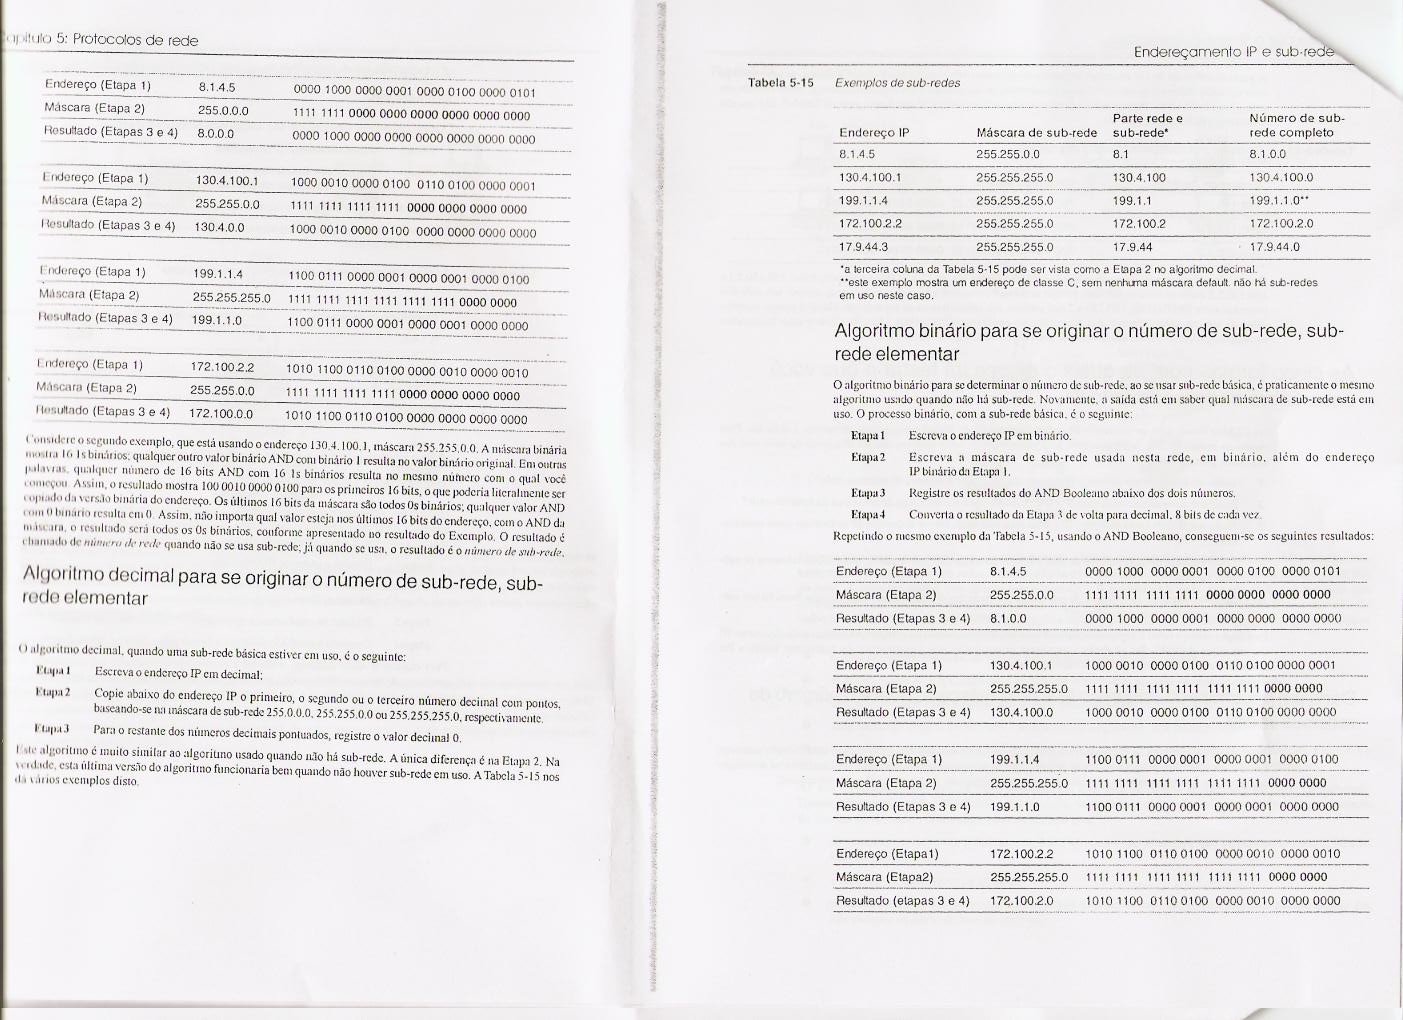 5: Protocolos de rede
Endereço (Etapa 1) 8.1.4.5 0000 1000 0000 0001 0000 0100 0000 0101
Máscara (Etapa 2) 255.0.0.0 1111 1111 0000 0000 0000 0000 0000 0000
Resultado (Etapas 3 e 4) 8.0.0.0 0000 1000 0000 0000 0000 0000 0000 0000
Endereço (Etapa 1) 130.4.100.1 1000 0010 0000 0100 0110 0100 0000 0001
Máscara (Etapa 2) 255.255.0.0 1111 1111 1111 1111 0000 0000 0000 0000
Resultado (Etapas 3 e 4) 130.4.0.0 1000 0010 0000 0100 0000 0000 0000 0000
Endereço (Etapa 1) 199.1.1.4 1100 0111 0000 0001 0000 0001 0000 0100
Máscara (Etapa 2) 255.255.255.0 1111 1111 1111 1111 1111 1111 0000 0000
Resultado (Etapas 3 e 4) 199.1.1.0 1100 0111 0000 0001 0000 0001 0000 0000
Endereço (Etapa 1) 172.100.2.2 1010 1100 0110 0100 0000 0010 0000 0010
Máscara (Etapa 2) 255.255.0.0 1111 1111 1111 1111 0000 0000 0000 0000
Resultado (Etapas 3 e 4) 172.100.0.0 1010 1100 0110 0100 0000 0000 0000 0000
Considere o segundo exemplo, que está usando o endereço 130.4.100.1, máscara 255.255.0.0. A máscara binária
mostra 16 1s binários; qualquer outro valor binário AND com binário 1 resulta no valor binário original. Em outras
palavras, qualquer número de 16 bits AND com 16 1s binários resulta no mesmo número com o qual você
começou. Assim, o resultado mostra 100 0010 0000 0100 para os primeiros 16 bits, o que poderia literalmente ser
copiado da versão binária do endereço. Os últimos 16 bits da máscara são todos 0s binários; qualquer valor AND
com 0 binário resulta em 0. Assim, não importa qual valor esteja nos últimos 16 bits do endereço, com o AND da
máscara, o resultado será todos os 0s binários, conforme apresentado no resultado do Exemplo. O resultado é
chamado de número de rede quando não se usa sub-rede; já quando se usa, o resultado é o número de sub-rede.
Algoritmo decimal para se originar o número de sub-rede, sub-
rede elementar
O algoritmo decimal, quando uma sub-rede básica estiver em uso, é o seguinte:
Etapa 1 Escreva o endereço IP em decimal;
Etapa 2 Copie abaixo do endereço IP o primeiro, o segundo ou o terceiro número decimal com pontos,
baseando-se na máscara de sub-rede 255.0.0.0, 255.255.0.0 ou 255.255.255.0, respectivamente.
Etapa 3 Para o restante dos números decimais pontuados, registre o valor decimal 0.
Este algoritmo é muito similar ao algoritmo usado quando não há sub-rede. A única diferença é na Etapa 2. Na
verdade, esta última versão do algoritmo funcionaria bem quando não houver sub-rede em uso. A Tabela 5-15 nos
dá vários exemplos disto.
Endereçamento IP e sub-rede
Tabela 5-15 Exemplos de sub-redes
Endereço IP Máscara de sub-rede Parte rede e sub-rede* Número de sub-rede completo
8.1.4.5 255.255.0.0 8.1 8.1.0.0
130.4.100.1 255.255.255.0 130.4.100 130.4.100.0
199.1.1.4 255.255.255.0 199.1.1 199.1.1.0**
172.100.2.2 255.255.255.0 172.100.2 172.100.2.0
17.9.44.3 255.255.255.0 17.9.44 17.9.44.0
*a terceira coluna da Tabela 5-15 pode ser vista como a Etapa 2 no algoritmo decimal.
**este exemplo mostra um endereço de classe C, sem nenhuma máscara default. não há sub-redes
em uso neste caso.
Algoritmo binário para se originar o número de sub-rede, sub-
rede elementar
O algoritmo binário para se determinar o número de sub-rede, ao se usar sub-rede básica, é praticamente o mesmo
algoritmo usado quando não há sub-rede. Novamente, a saída está em saber qual máscara de sub-rede está em
uso. O processo binário, com a sub-rede básica, é o seguinte:
Etapa 1 Escreva o endereço IP em binário.
Etapa 2 Escreva a máscara de sub-rede usada nesta rede, em binário, além do endereço
IP binário da Etapa 1.
Etapa 3 Registre os resultados do AND Booleano abaixo dos dois números.
Etapa 4 Converta o resultado da Etapa 3 de volta para decimal, 8 bits de cada vez.
Repetindo o mesmo exemplo da Tabela 5-15, usando o AND Booleano, conseguem-se os seguintes resultados:
Endereço (Etapa 1) 8.1.4.5 0000 1000 0000 0001 0000 0100 0000 0101
Máscara (Etapa 2) 255.255.0.0 1111 1111 1111 1111 0000 0000 0000 0000
Resultado (Etapas 3 e 4) 8.1.0.0 0000 1000 0000 0001 0000 0000 0000 0000
Endereço (Etapa 1) 130.4.100.1 1000 0010 0000 0100 0110 0100 0000 0001
Máscara (Etapa 2) 255.255.255.0 1111 1111 1111 1111 1111 1111 0000 0000
Resultado (Etapas 3 e 4) 130.4.100.0 1000 0010 0000 0100 0110 0100 0000 0000
Endereço (Etapa 1) 199.1.1.4 1100 0111 0000 0001 0000 0001 0000 0100
Máscara (Etapa 2) 255.255.255.0 1111 1111 1111 1111 1111 1111 0000 0000
Resultado (Etapas 3 e 4) 199.1.1.0 1100 0111 0000 0001 0000 0001 0000 0000
Endereço (Etapa1) 172.100.2.2 1010 1100 0110 0100 0000 0010 0000 0010
Máscara (Etapa2) 255.255.255.0 1111 1111 1111 1111 1111 1111 0000 0000
Resultado (etapas 3 e 4) 172.100.2.0 1010 1100 0110 0100 0000 0010 0000 0000